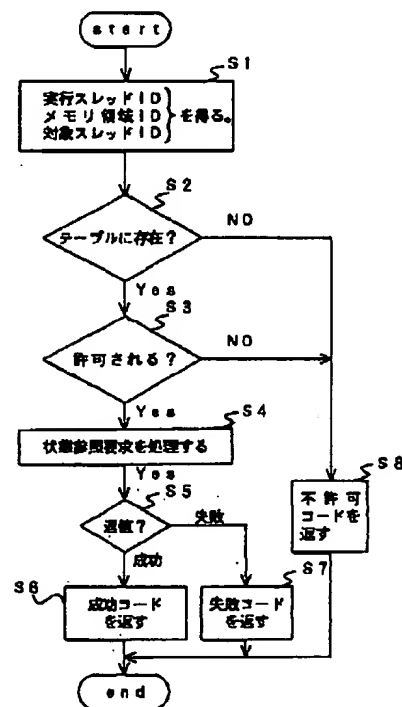 start
S1
実行スレッドID
メモリ領域ID
対象スレッドID
を得る。
S2
テーブルに存在?
NO
Yes
S3
許可される?
NO
Yes
S4
状態参照要求を処理する
Yes
S5
返値?
失敗
成功
S6
成功コード
を返す
S7
失敗コード
を返す
S8
不許可
コードを
返す
end